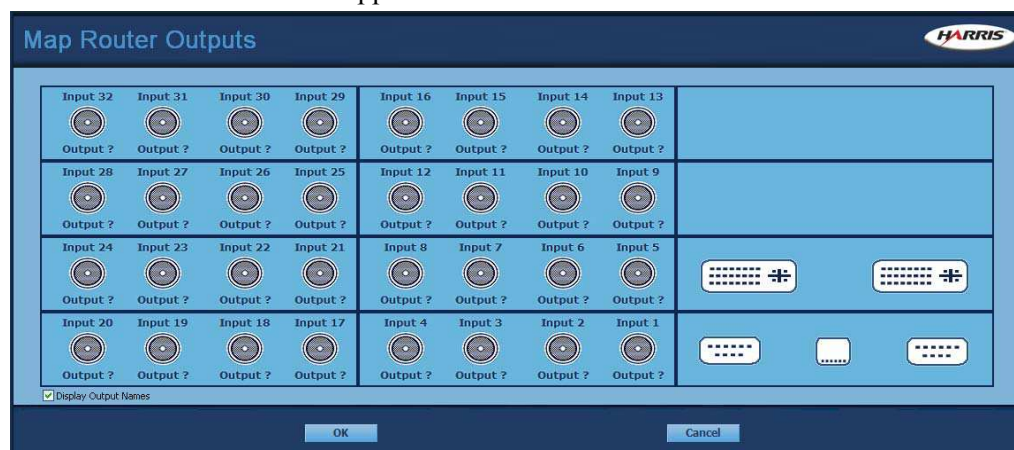 Map Router Outputs
HARRIS
Input 32 Input 31 Input 30 Input 29 Input 16 Input 15 Input 14 Input 13
Output ? Output ? Output ? Output ? Output ? Output ? Output ? Output ?
Input 28 Input 27 Input 26 Input 25 Input 12 Input 11 Input 10 Input 9
Output ? Output ? Output ? Output ? Output ? Output ? Output ? Output ?
Input 24 Input 23 Input 22 Input 21 Input 8 Input 7 Input 6 Input 5
Output ? Output ? Output ? Output ? Output ? Output ? Output ? Output ?
Input 20 Input 19 Input 18 Input 17 Input 4 Input 3 Input 2 Input 1
Output ? Output ? Output ? Output ? Output ? Output ? Output ? Output ?
Display Output Names
OK Cancel